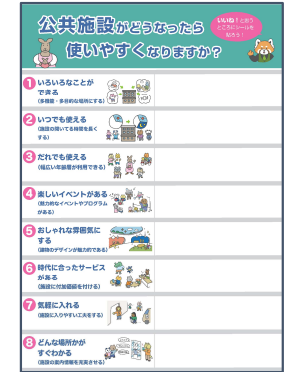 公共施設がどうなったら
使いやすくなりますか？
いいね！と思う
ところにシールを
貼ろう！
1 いろいろなことが
できる
(多機能・多目的な場所にする)
2 いつでも使える
(施設の開いてる時間を長く
する)
3 だれでも使える
(幅広い年齢層が利用できる)
4 楽しいイベントがある
(魅力的なイベントやプログラム
がある)
5 おしゃれな雰囲気に
する
(建物のデザインが魅力的である)
6 時代に合ったサービス
がある
(施設に付加価値を付ける)
7 気軽に入れる
(施設に入りやすい工夫をする)
8 どんな場所かが
すぐわかる
(施設の案内情報を充実させる)